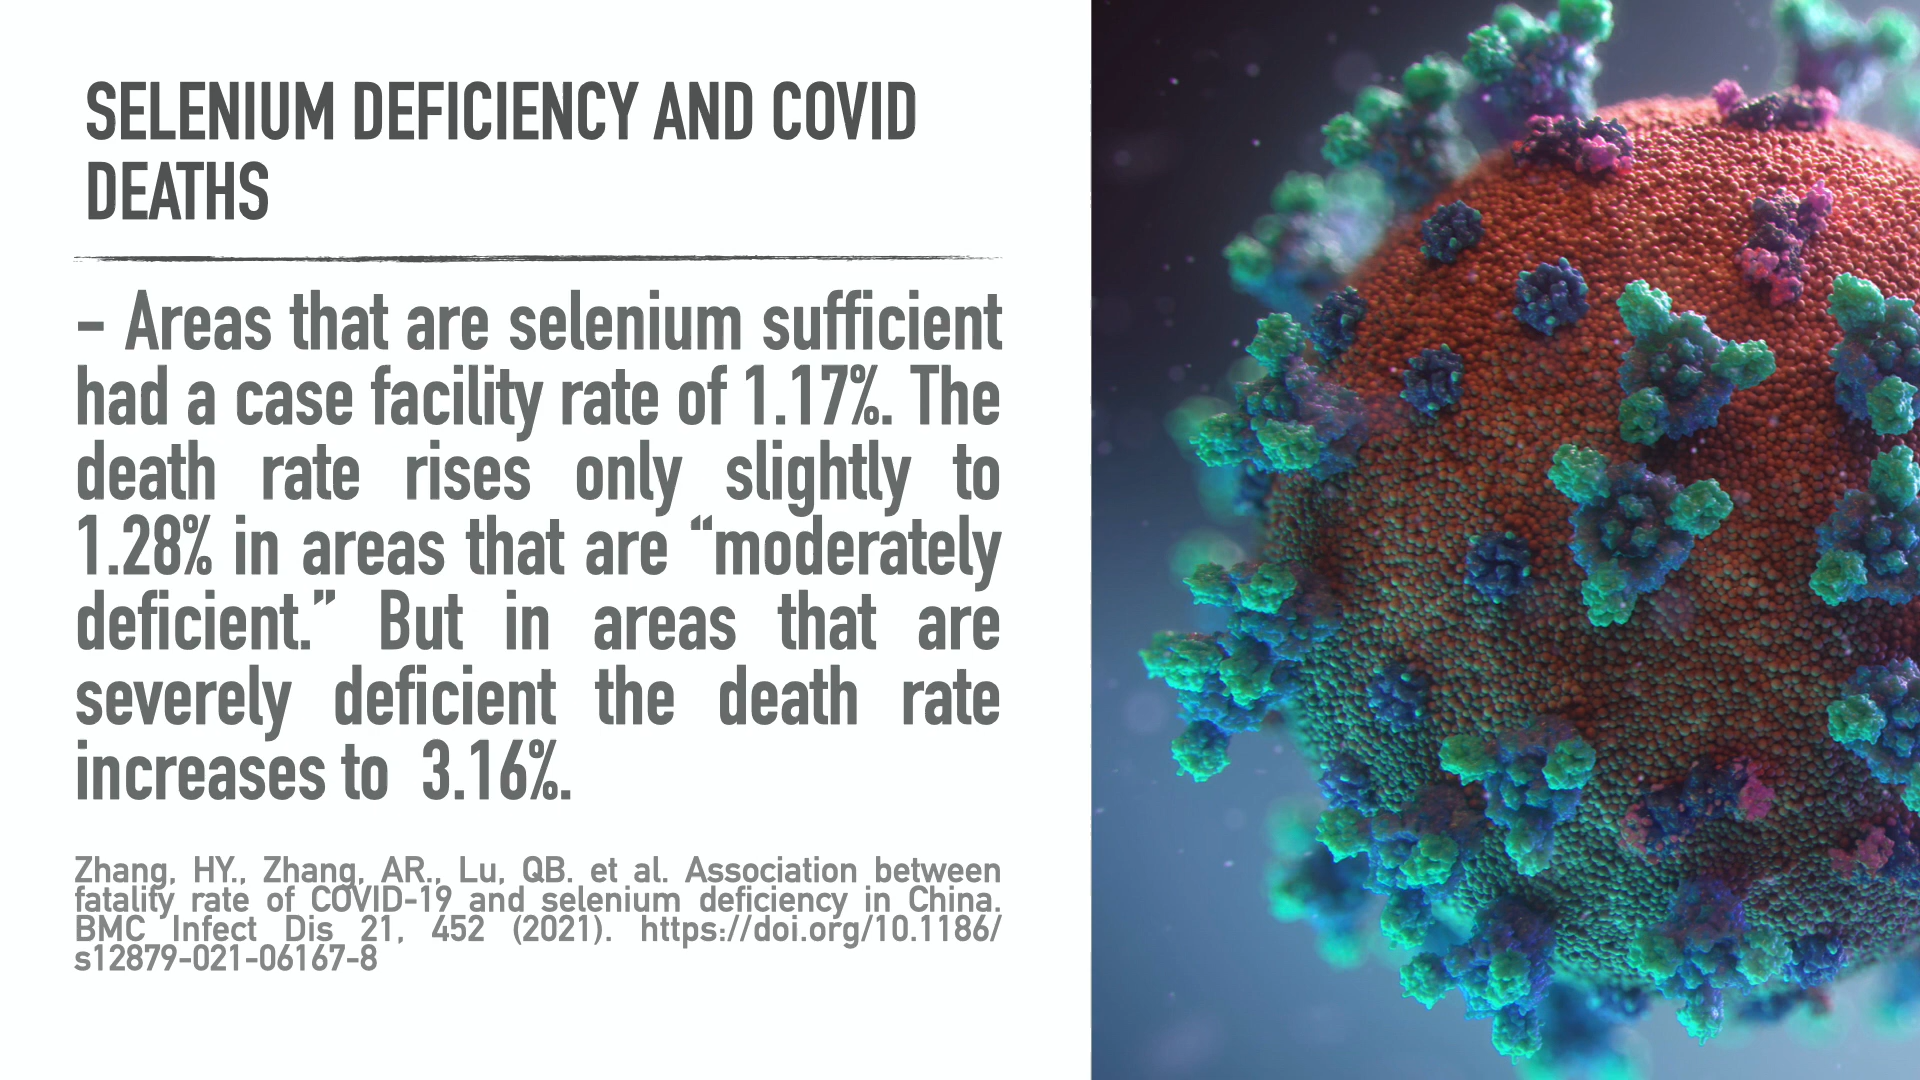 SELENIUM DEFICIENCY AND COVID
DEATHS
– Areas that are selenium sufficient
had a case facility rate of 1.17%. The
death rate rises only slightly to
1.28% in areas that are “moderately
deficient.” But in areas that are
severely deficient the death rate
increases to 3.16%.
Zhang, HY., Zhang, AR., Lu, QB. et al. Association between
fatality rate of COVID-19 and selenium deficiency in China.
BMC Infect Dis 21, 452 (2021). https://doi.org/10.1186/
s12879-021-06167-8